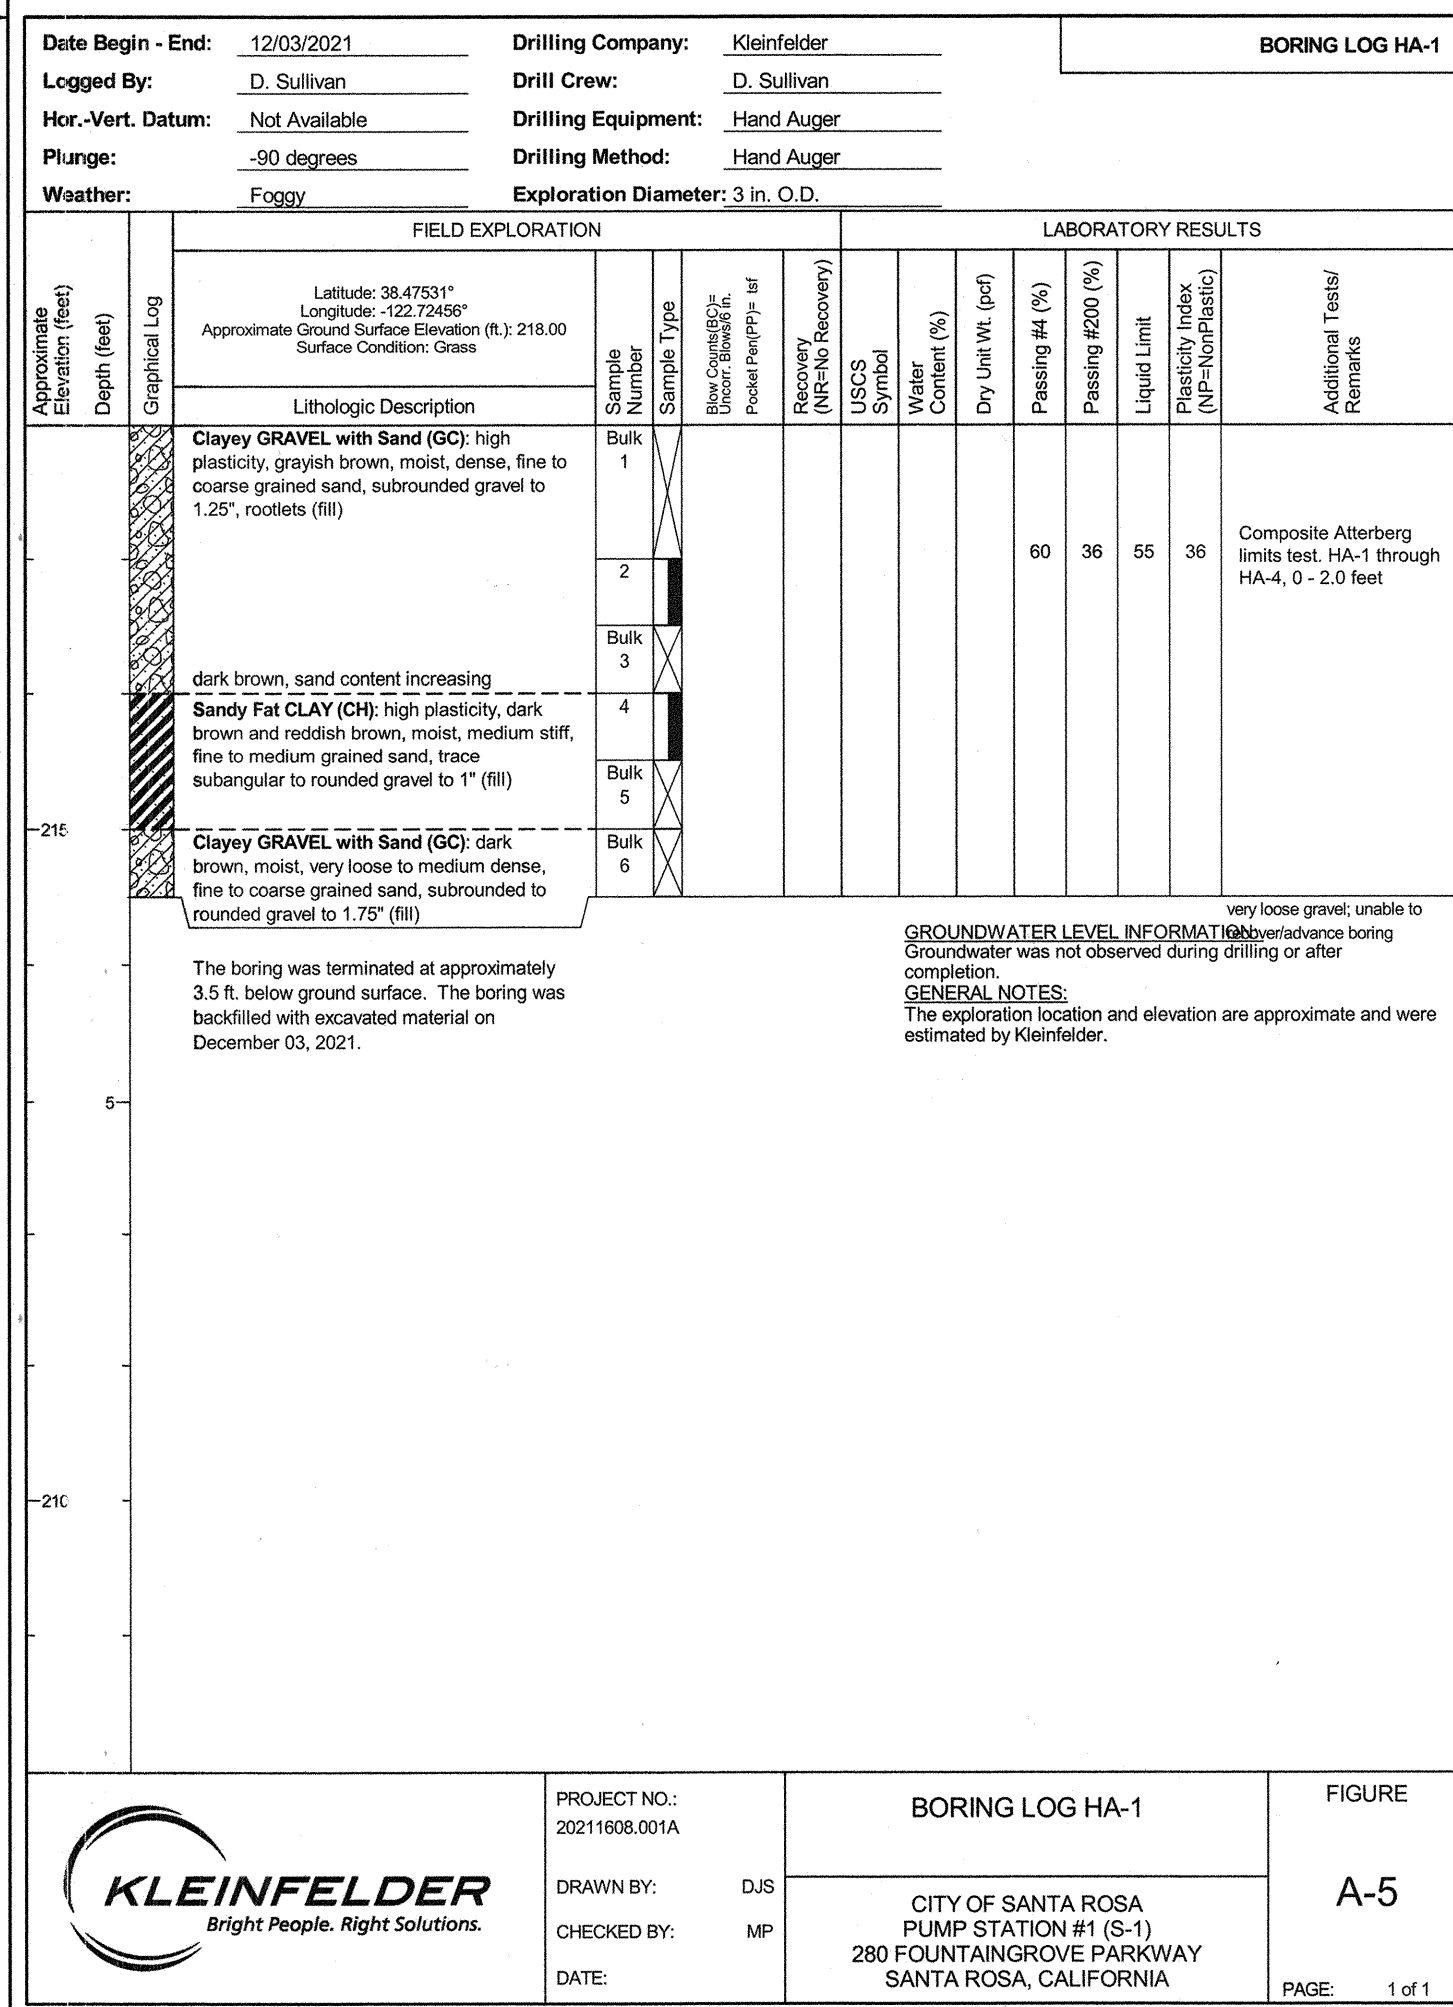 Date Begin - End: 12/03/2021 Drilling Company: Kleinfelder BORING LOG HA-1
Logged By: D. Sullivan Drill Crew: D. Sullivan
Hor.-Vert. Datum: Not Available Drilling Equipment: Hand Auger
Plunge: -90 degrees Drilling Method: Hand Auger
Weather: Foggy Exploration Diameter: 3 in. O.D.
FIELD EXPLORATION LABORATORY RESULTS
Approximate
Elevation (feet)
Depth (feet)
Graphical Log
Latitude: 38.47531°
Longitude: -122.72456°
Approximate Ground Surface Elevation (ft.): 218.00
Surface Condition: Grass
Lithologic Description
Sample
Number
Sample Type
Blow Counts(BC)=
Uncorr. Blows/6 in.
Pocket Pen(PP)= tsf
Recovery
(NR=No Recovery)
USCS
Symbol
Water
Content (%)
Dry Unit Wt. (pcf)
Passing #4 (%)
Passing #200 (%)
Liquid Limit
Plasticity Index
(NP=NonPlastic)
Additional Tests/
Remarks
Clayey GRAVEL with Sand (GC): high
plasticity, grayish brown, moist, dense, fine to
coarse grained sand, subrounded gravel to
1.25", rootlets (fill)
Bulk
1
60 36 55 36
Composite Atterberg
limits test. HA-1 through
HA-4, 0 - 2.0 feet
2
Bulk
3
dark brown, sand content increasing
Sandy Fat CLAY (CH): high plasticity, dark
brown and reddish brown, moist, medium stiff,
fine to medium grained sand, trace
subangular to rounded gravel to 1" (fill)
4
Bulk
5
215
Clayey GRAVEL with Sand (GC): dark
brown, moist, very loose to medium dense,
fine to coarse grained sand, subrounded to
rounded gravel to 1.75" (fill)
Bulk
6
very loose gravel; unable to
recover/advance boring
GROUNDWATER LEVEL INFORMATION:
Groundwater was not observed during drilling or after
completion.
GENERAL NOTES:
The exploration location and elevation are approximate and were
estimated by Kleinfelder.
The boring was terminated at approximately
3.5 ft. below ground surface. The boring was
backfilled with excavated material on
December 03, 2021.
5
210
KLEINFELDER
Bright People. Right Solutions.
PROJECT NO.:
20211608.001A
DRAWN BY: DJS
CHECKED BY: MP
DATE:
BORING LOG HA-1
CITY OF SANTA ROSA
PUMP STATION #1 (S-1)
280 FOUNTAINGROVE PARKWAY
SANTA ROSA, CALIFORNIA
FIGURE
A-5
PAGE: 1 of 1